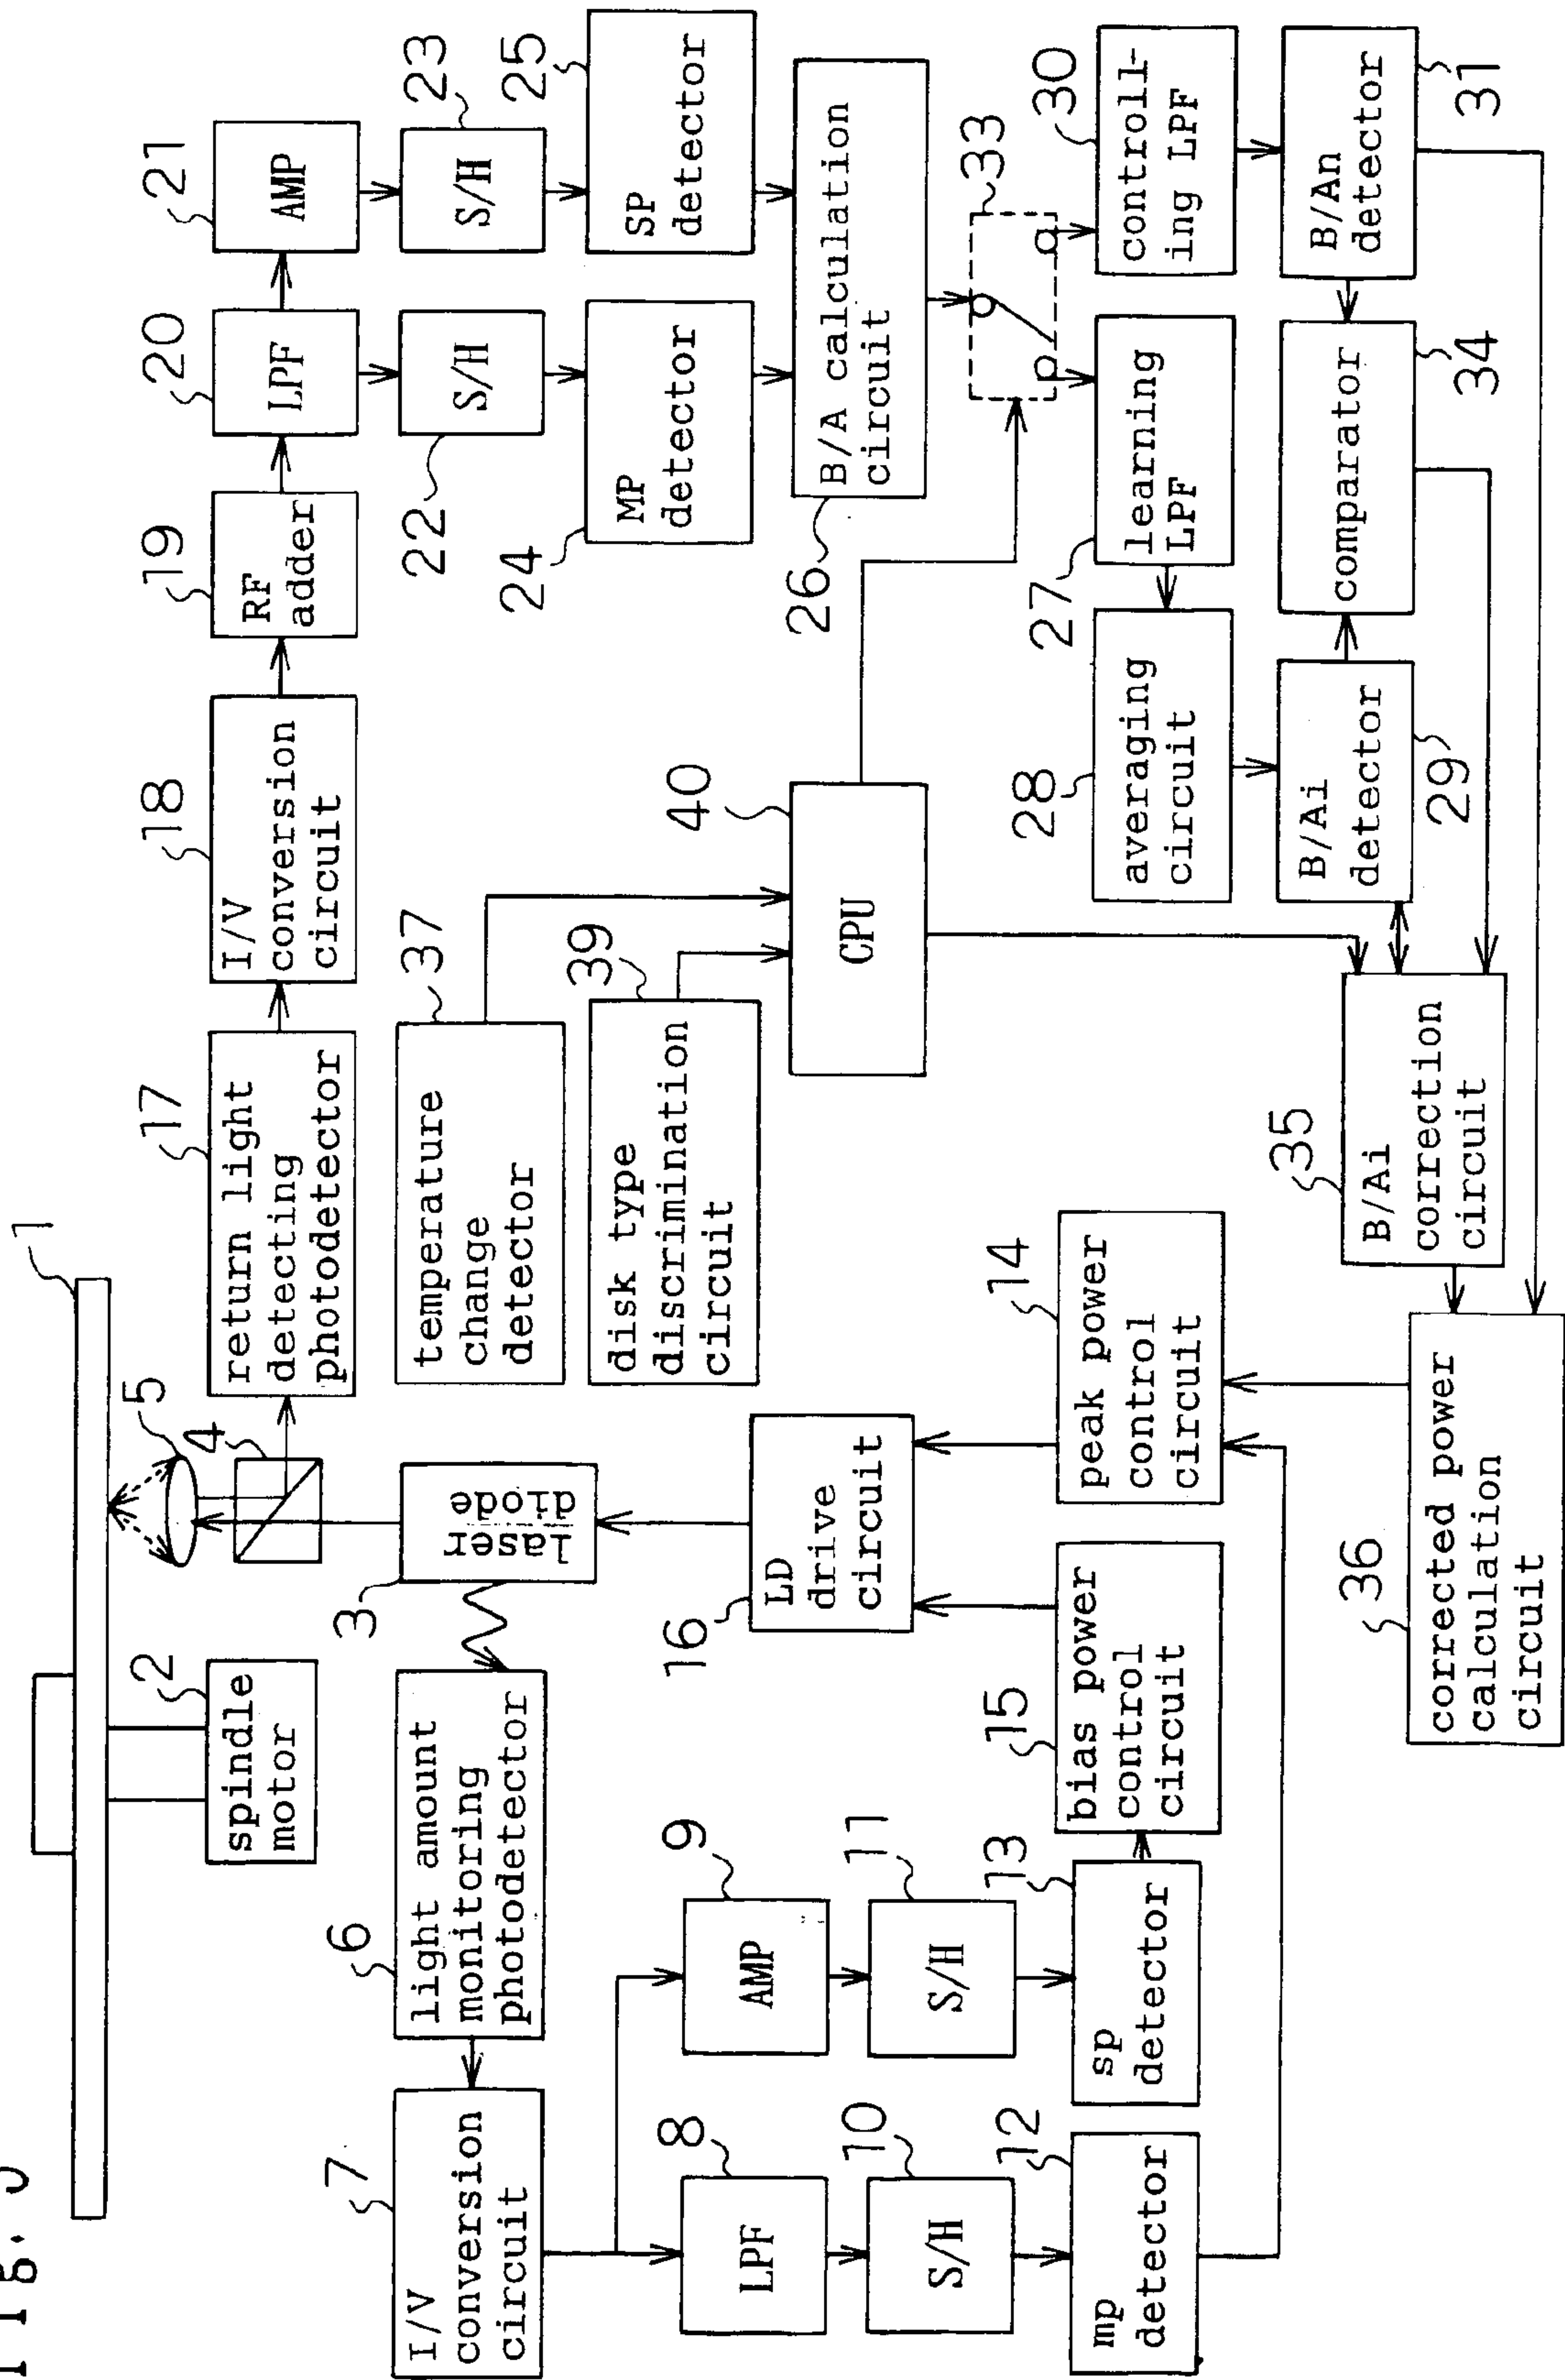 Fig.
1
2
spindle
motor
5
4
3
laser
diode
6
light amount
monitoring
photodetector
7
I/V
conversion
circuit
8
LPF
9
AMP
10
S/H
11
S/H
12
mp
detector
13
sp
detector
15
bias power
control
circuit
14
peak power
control
circuit
16
LD
drive
circuit
17
return light
detecting
photodetector
18
I/V
conversion
circuit
19
RF
adder
20
LPF
21
AMP
22
S/H
23
S/H
24
MP
detector
25
SP
detector
26
B/A calculation
circuit
37
temperature
change
detector
39
disk type
discrimination
circuit
40
CPU
33
27
learning
LPF
30
controll-
ing LPF
28
averaging
circuit
29
B/Ai
detector
34
comparator
31
B/An
detector
35
B/Ai
correction
circuit
36
corrected power
calculation
circuit